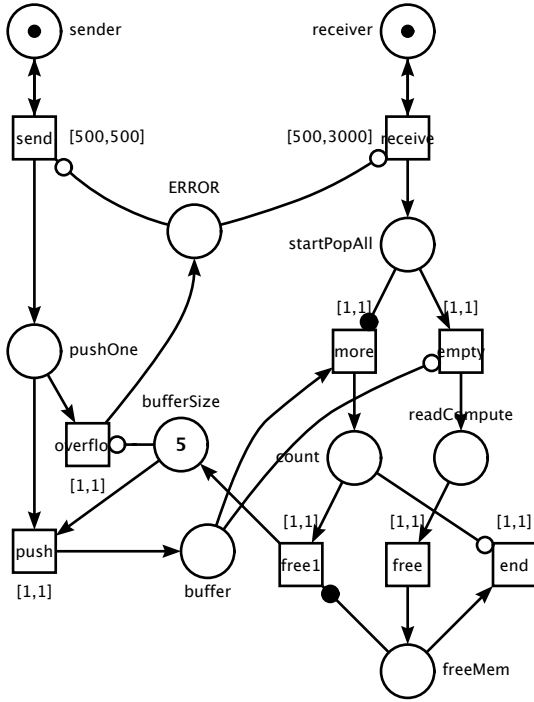 sender
receiver
send
[500,500]
[500,3000]
receive
ERROR
startPopAll
[1,1]
[1,1]
more
empty
pushOne
bufferSize
readCompute
overflo
5
count
[1,1]
[1,1]
[1,1]
[1,1]
push
free1
free
end
[1,1]
buffer
freeMem